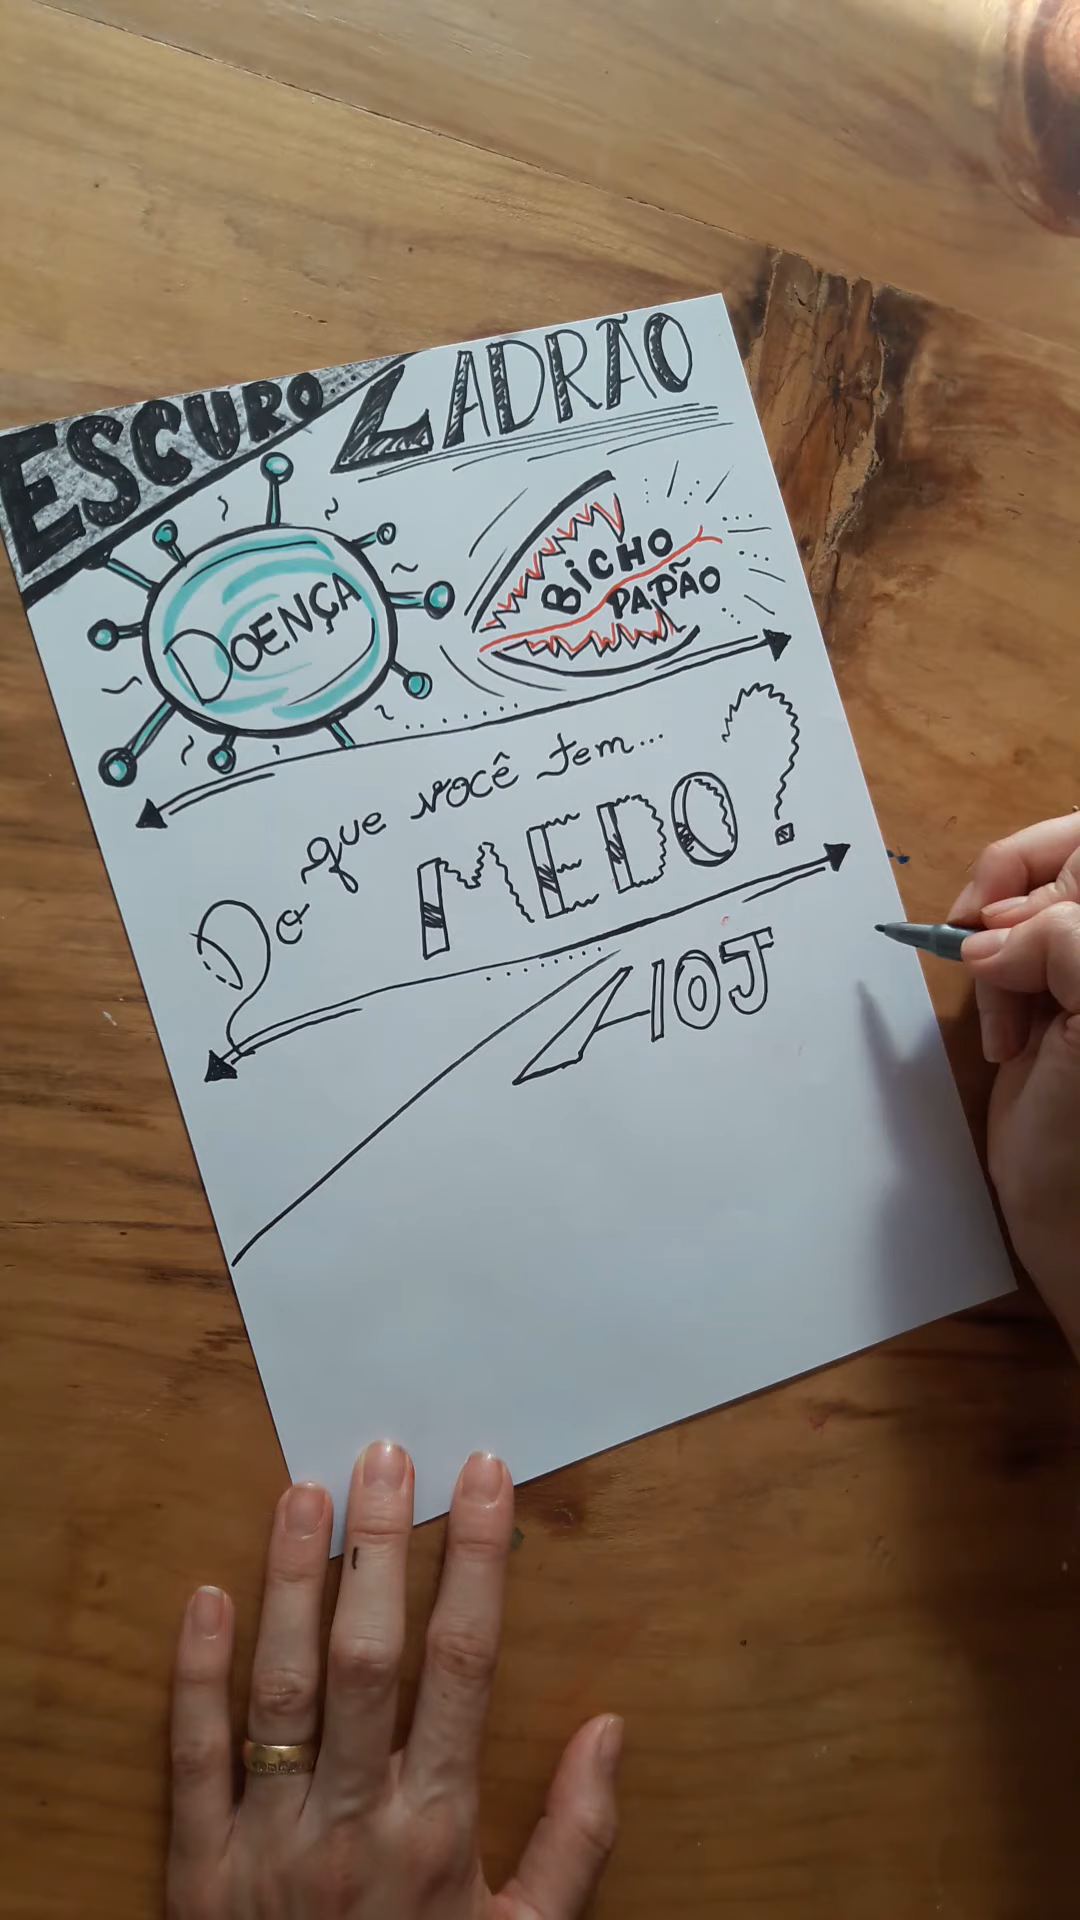 ESCURO
LADRÃO
DOENÇA
BiCHO
PAPÃO
Do que você tem...
MEDO?
HOJ